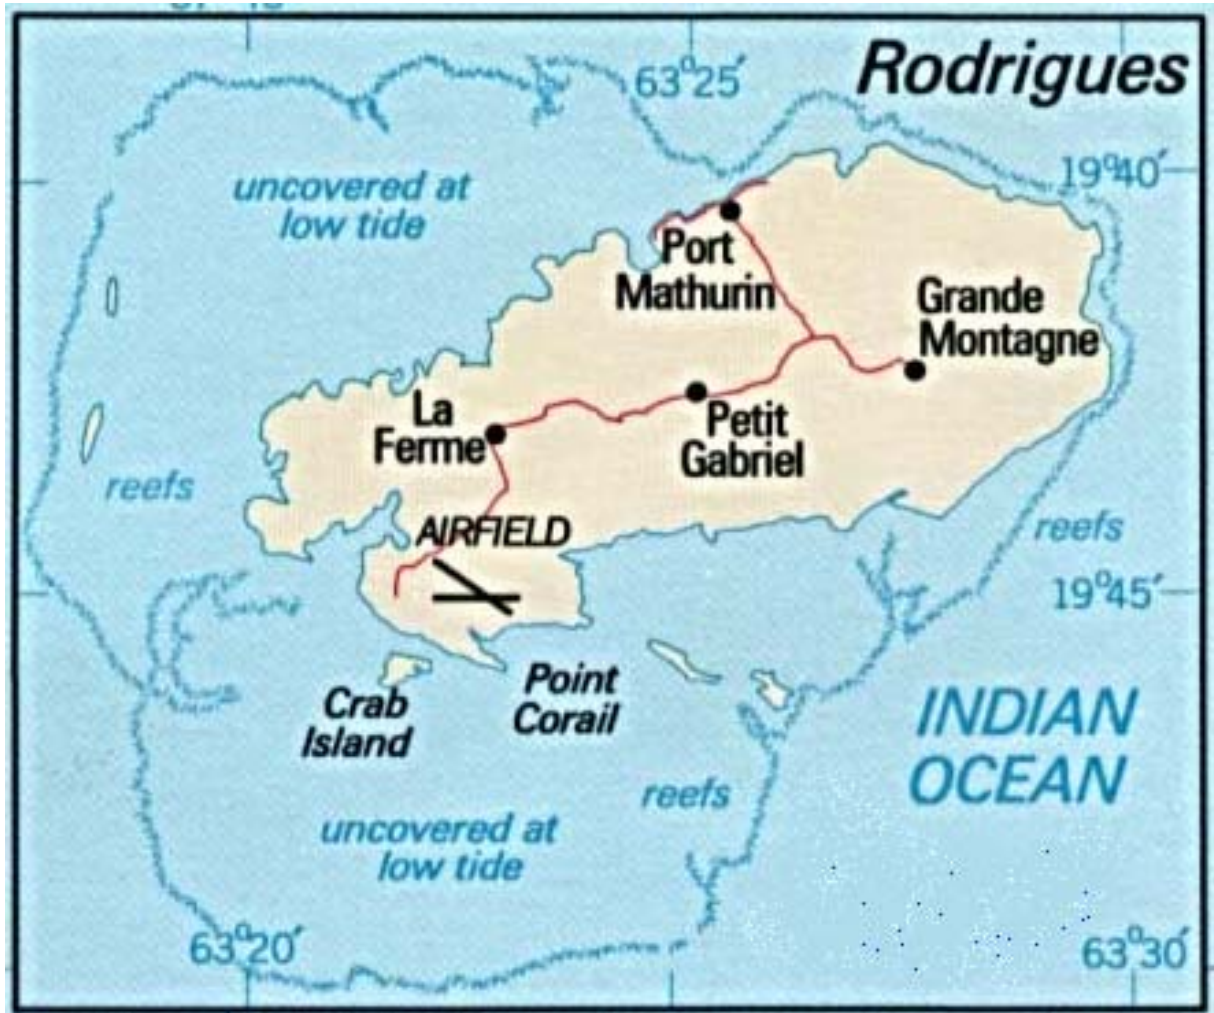 Rodrigues
63°25′
19°40′
uncovered at
low tide
Port
Mathurin
Grande
Montagne
La
Ferme
Petit
Gabriel
reefs
AIRFIELD
reefs
19°45′
Crab
Island
Point
Corail
INDIAN
OCEAN
reefs
uncovered at
low tide
63°20′
63°30′